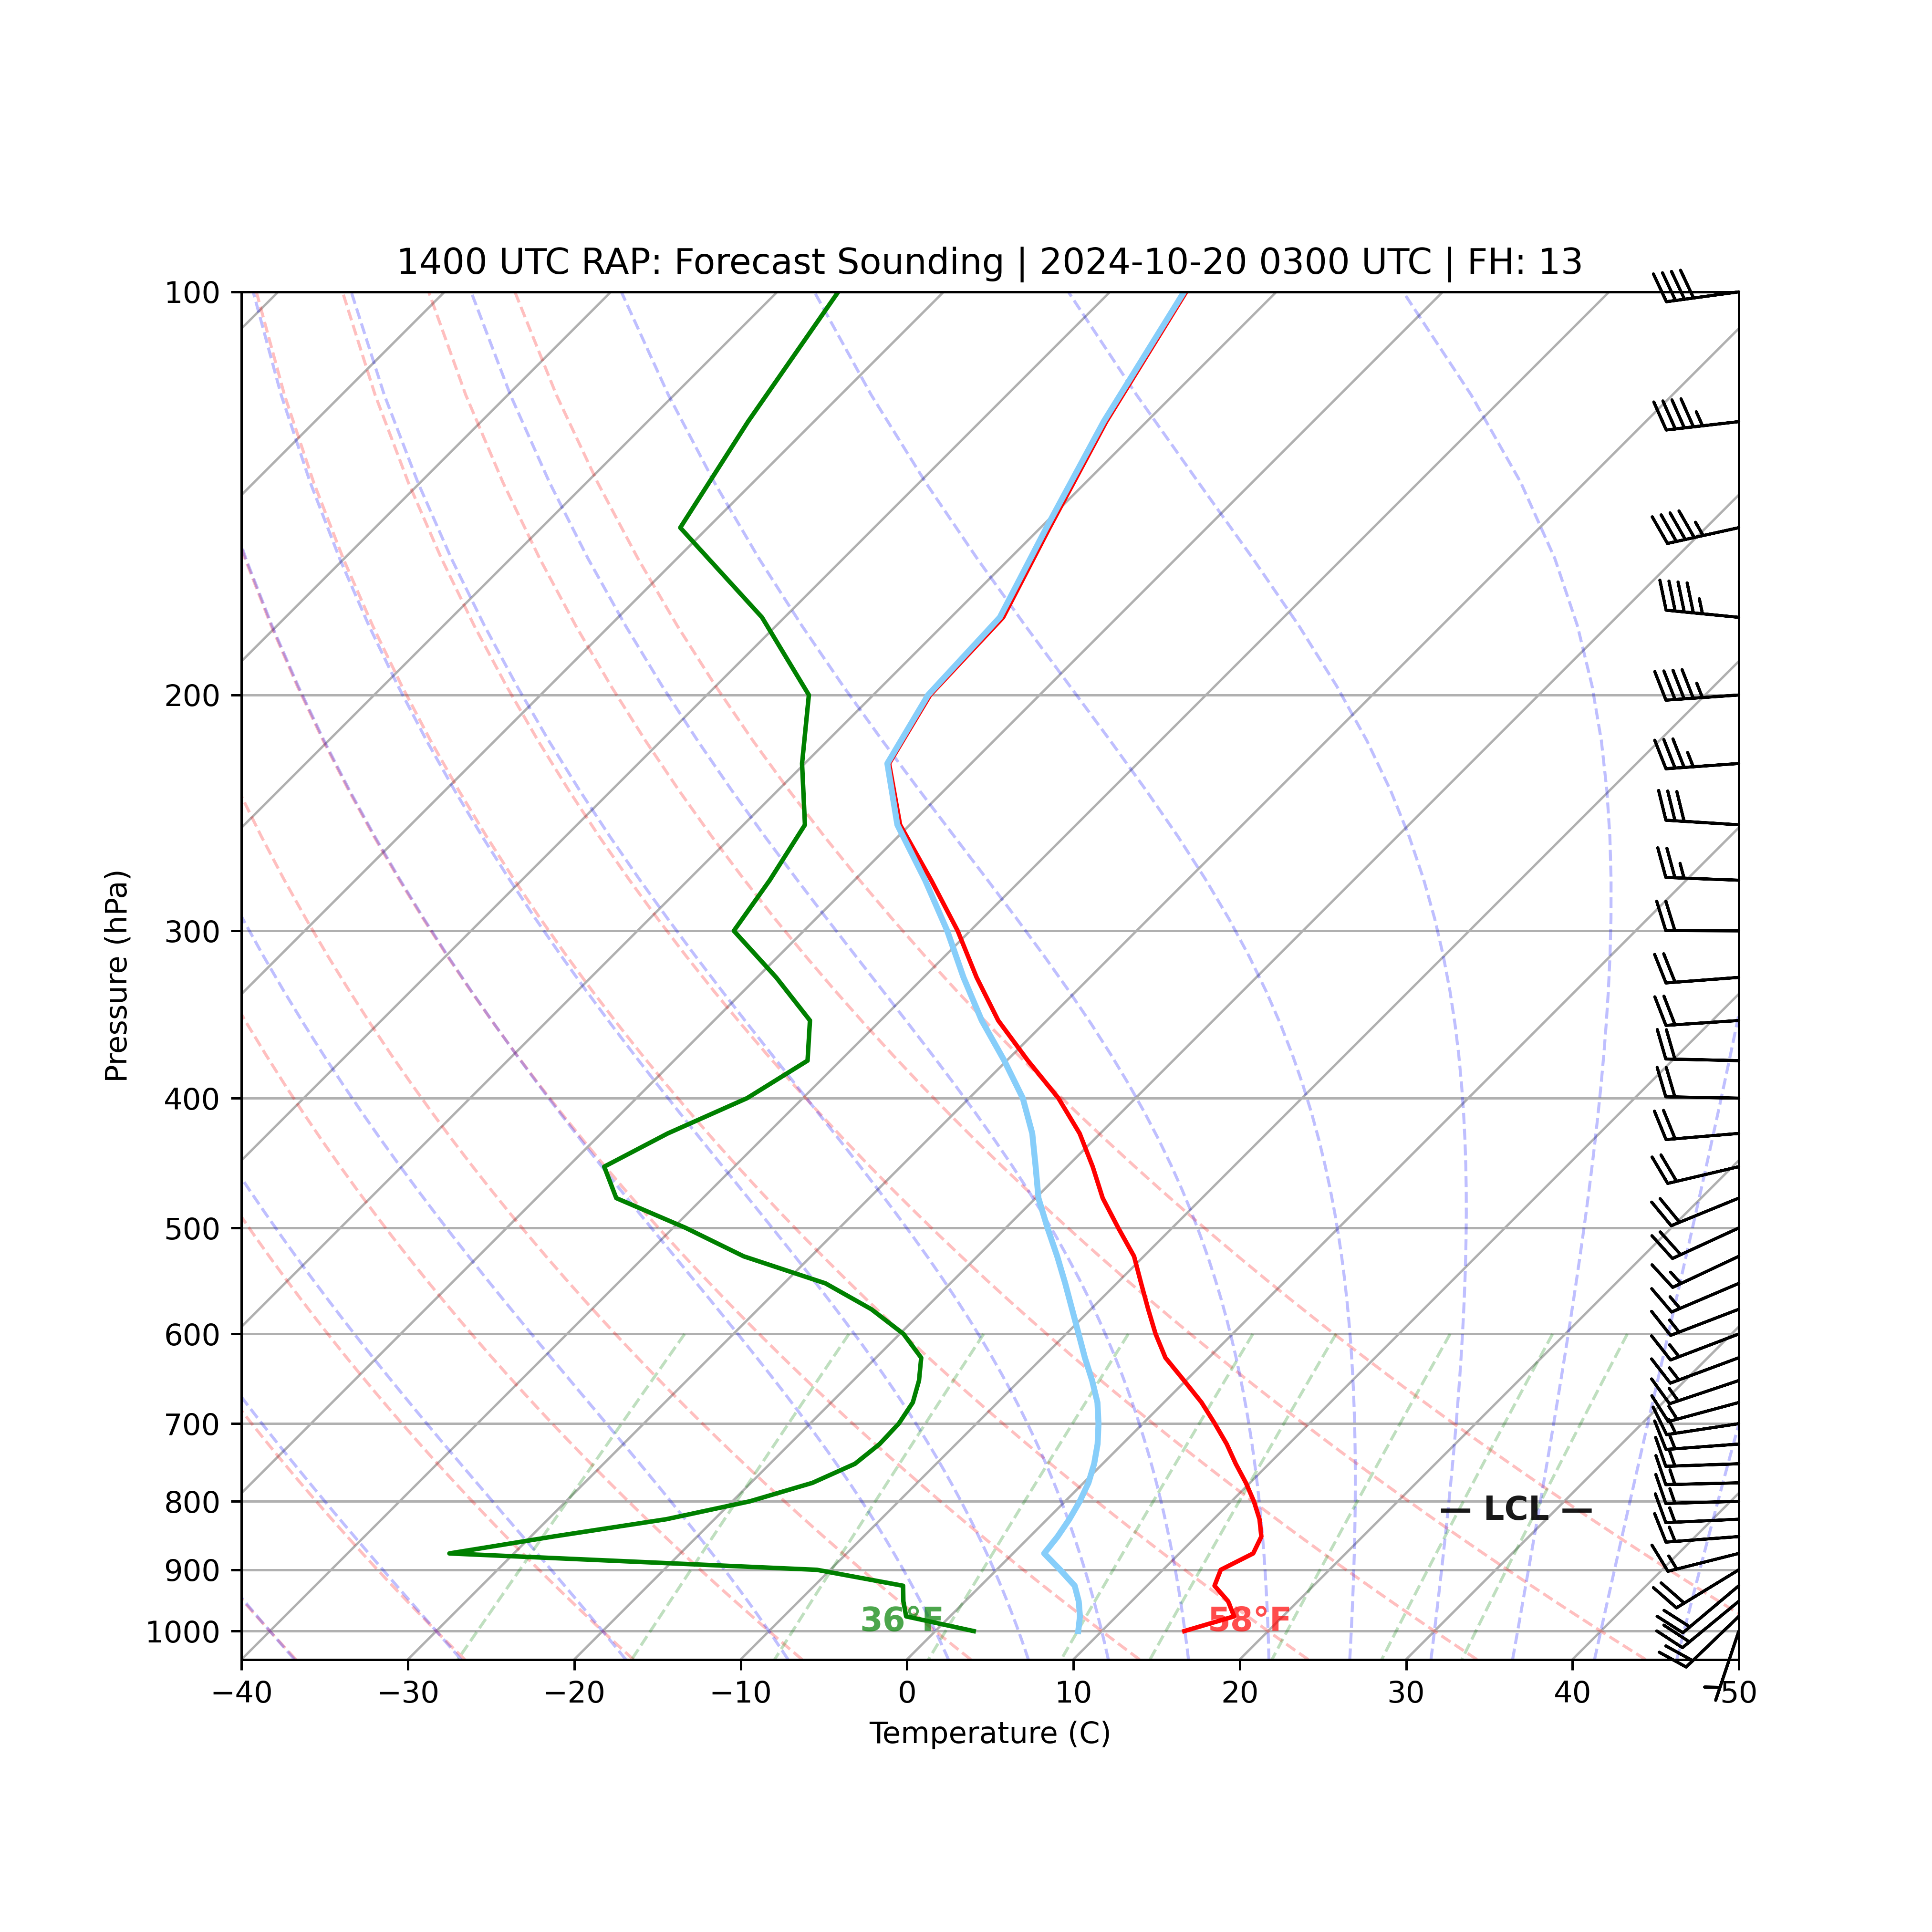 1400 UTC RAP: Forecast Sounding | 2024-10-20 0300 UTC | FH: 13
100
200
300
400
500
600
700
800
900
1000
Pressure (hPa)
— LCL —
36°F
58°F
−40 −30 −20 −10 0 10 20 30 40 50
Temperature (C)